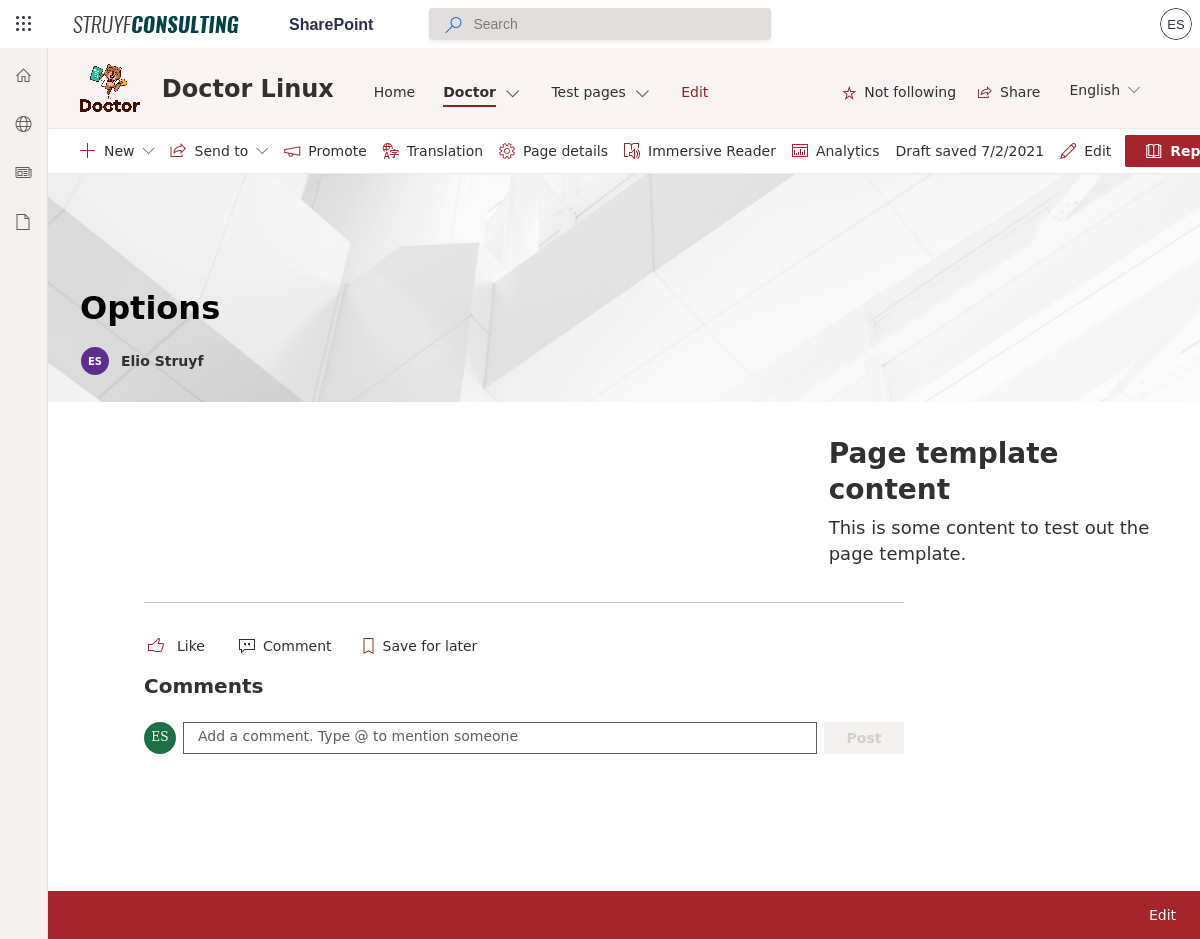 STRUYFCONSULTING SharePoint Search ES
Doctor
Doctor Linux Home Doctor Test pages Edit Not following Share English
New Send to Promote Translation Page details Immersive Reader Analytics Draft saved 7/2/2021 Edit Rep
Options
ES Elio Struyf
Page template
content
This is some content to test out the
page template.
Like Comment Save for later
Comments
ES Add a comment. Type @ to mention someone Post
Edit